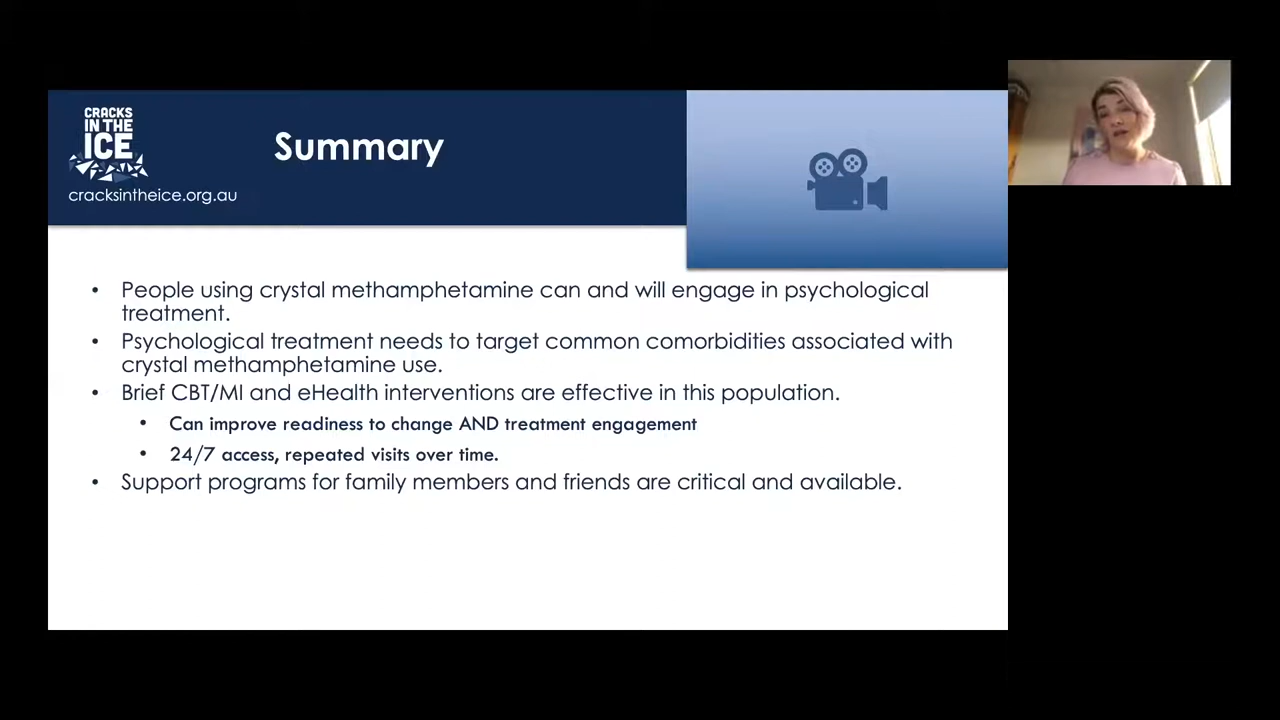 CRACKS
IN THE
ICE
cracksintheice.org.au
Summary
• People using crystal methamphetamine can and will engage in psychological
treatment.
• Psychological treatment needs to target common comorbidities associated with
crystal methamphetamine use.
• Brief CBT/MI and eHealth interventions are effective in this population.
• Can improve readiness to change AND treatment engagement
• 24/7 access, repeated visits over time.
• Support programs for family members and friends are critical and available.